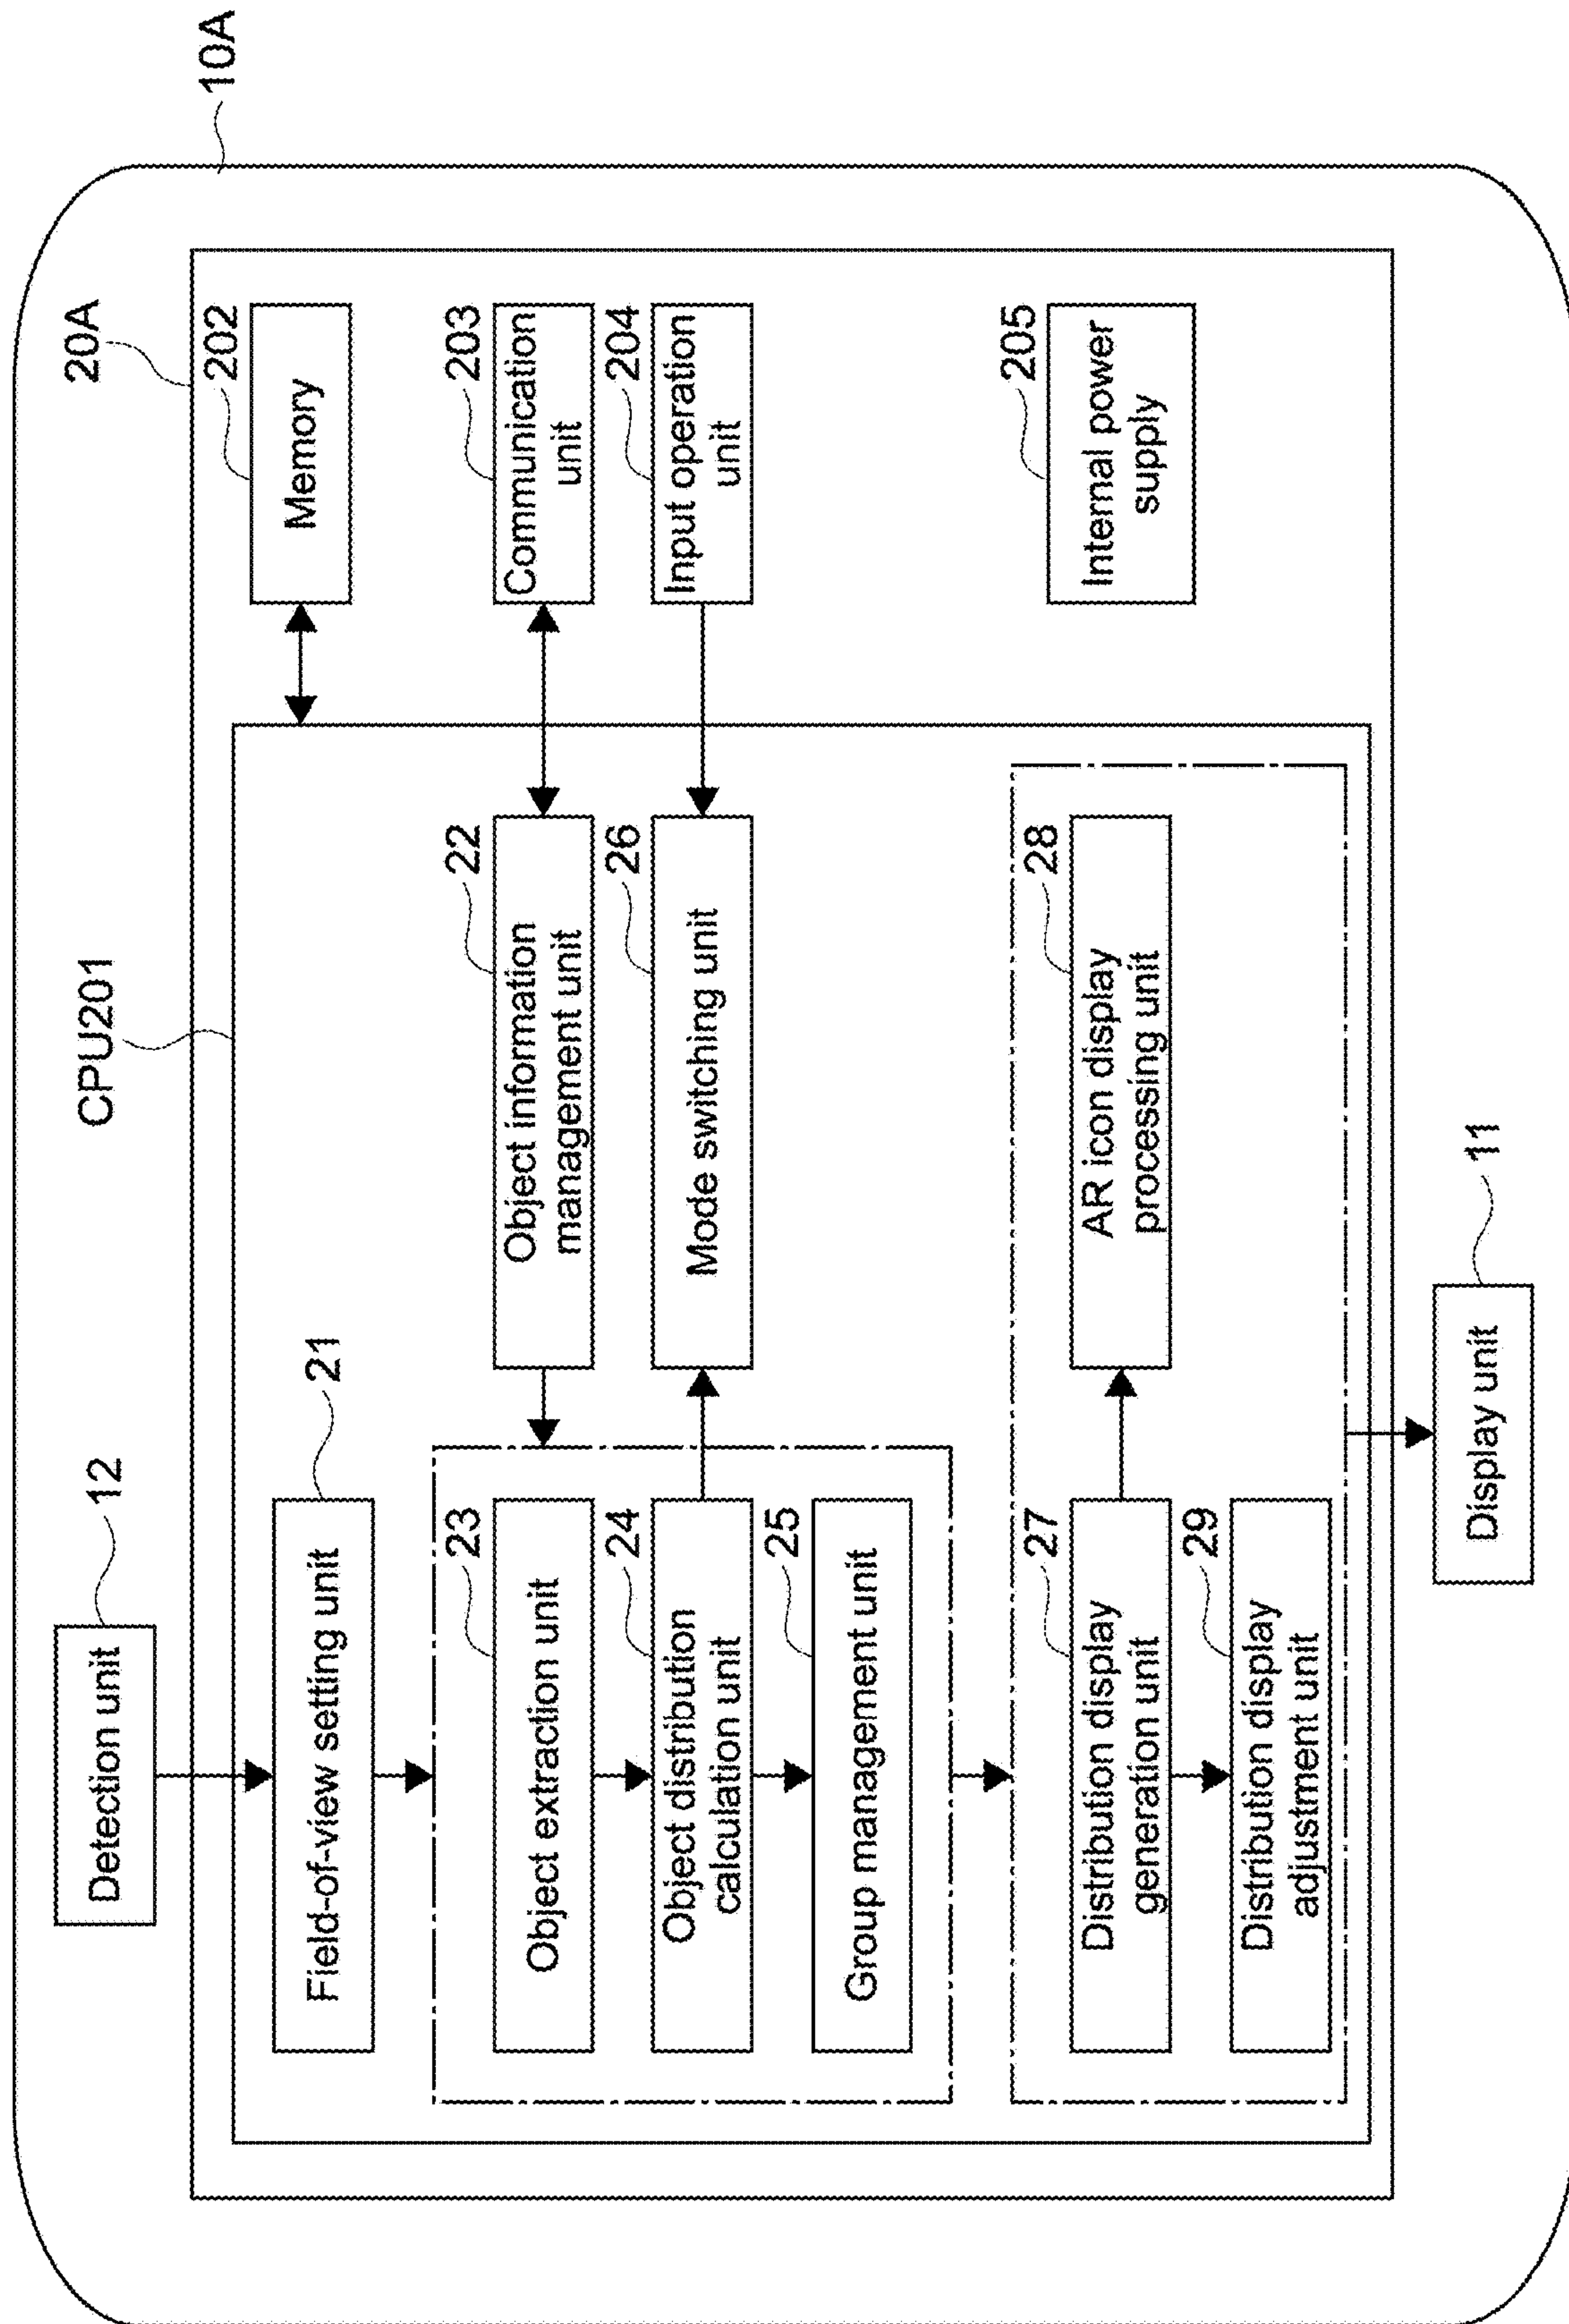 10A
20A
CPU201
Detection unit
12
Field-of-view setting unit
21
202
Memory
23
Object extraction unit
22
Object information
management unit
203
Communication
unit
24
Object distribution
calculation unit
26
Mode switching unit
204
Input operation
unit
25
Group management unit
27
Distribution display
generation unit
28
AR icon display
processing unit
205
Internal power
supply
29
Distribution display
adjustment unit
Display unit
11